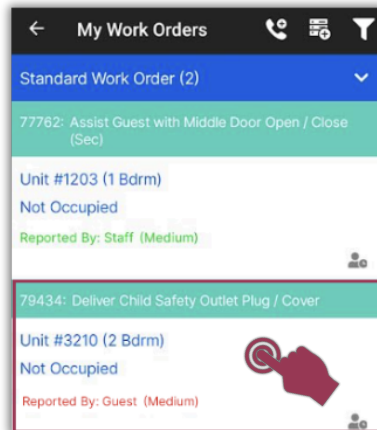 My Work Orders
Standard Work Order (2)
77762: Assist Guest with Middle Door Open / Close
(Sec)
Unit #1203 (1 Bdrm)
Not Occupied
Reported By: Staff (Medium)
79434: Deliver Child Safety Outlet Plug / Cover
Unit #3210 (2 Bdrm)
Not Occupied
Reported By: Guest (Medium)